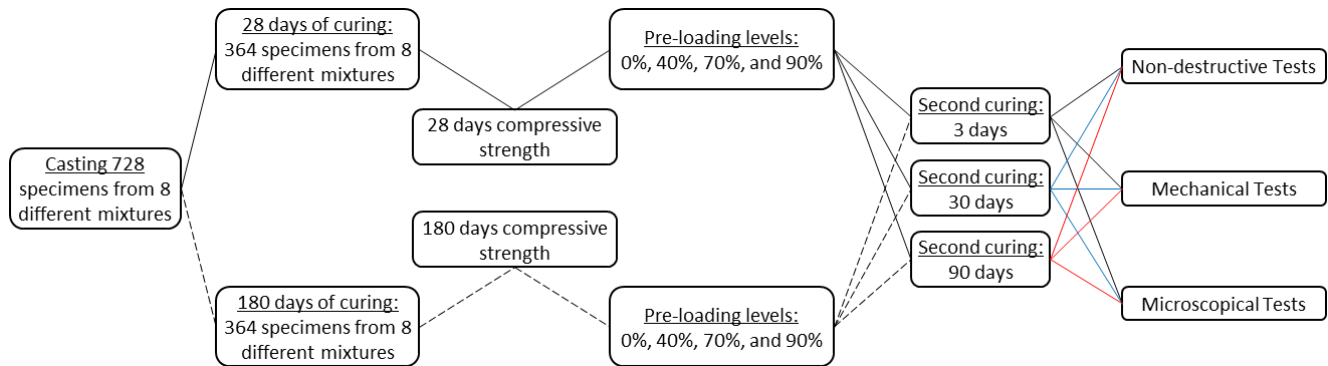 Casting 728
specimens from 8
different mixtures
28 days of curing:
364 specimens from 8
different mixtures
28 days compressive
strength
Pre-loading levels:
0%, 40%, 70%, and 90%
180 days of curing:
364 specimens from 8
different mixtures
180 days compressive
strength
Pre-loading levels:
0%, 40%, 70%, and 90%
Second curing:
3 days
Second curing:
30 days
Second curing:
90 days
Non-destructive Tests
Mechanical Tests
Microscopical Tests